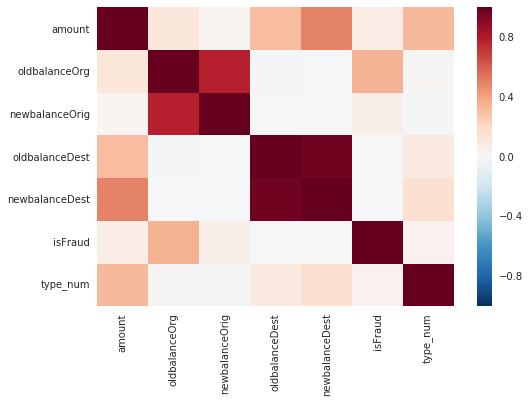 amount
oldbalanceOrg
newbalanceOrig
oldbalanceDest
newbalanceDest
isFraud
type_num
amount
oldbalanceOrg
newbalanceOrig
oldbalanceDest
newbalanceDest
isFraud
type_num
0.8
0.4
0.0
−0.4
−0.8